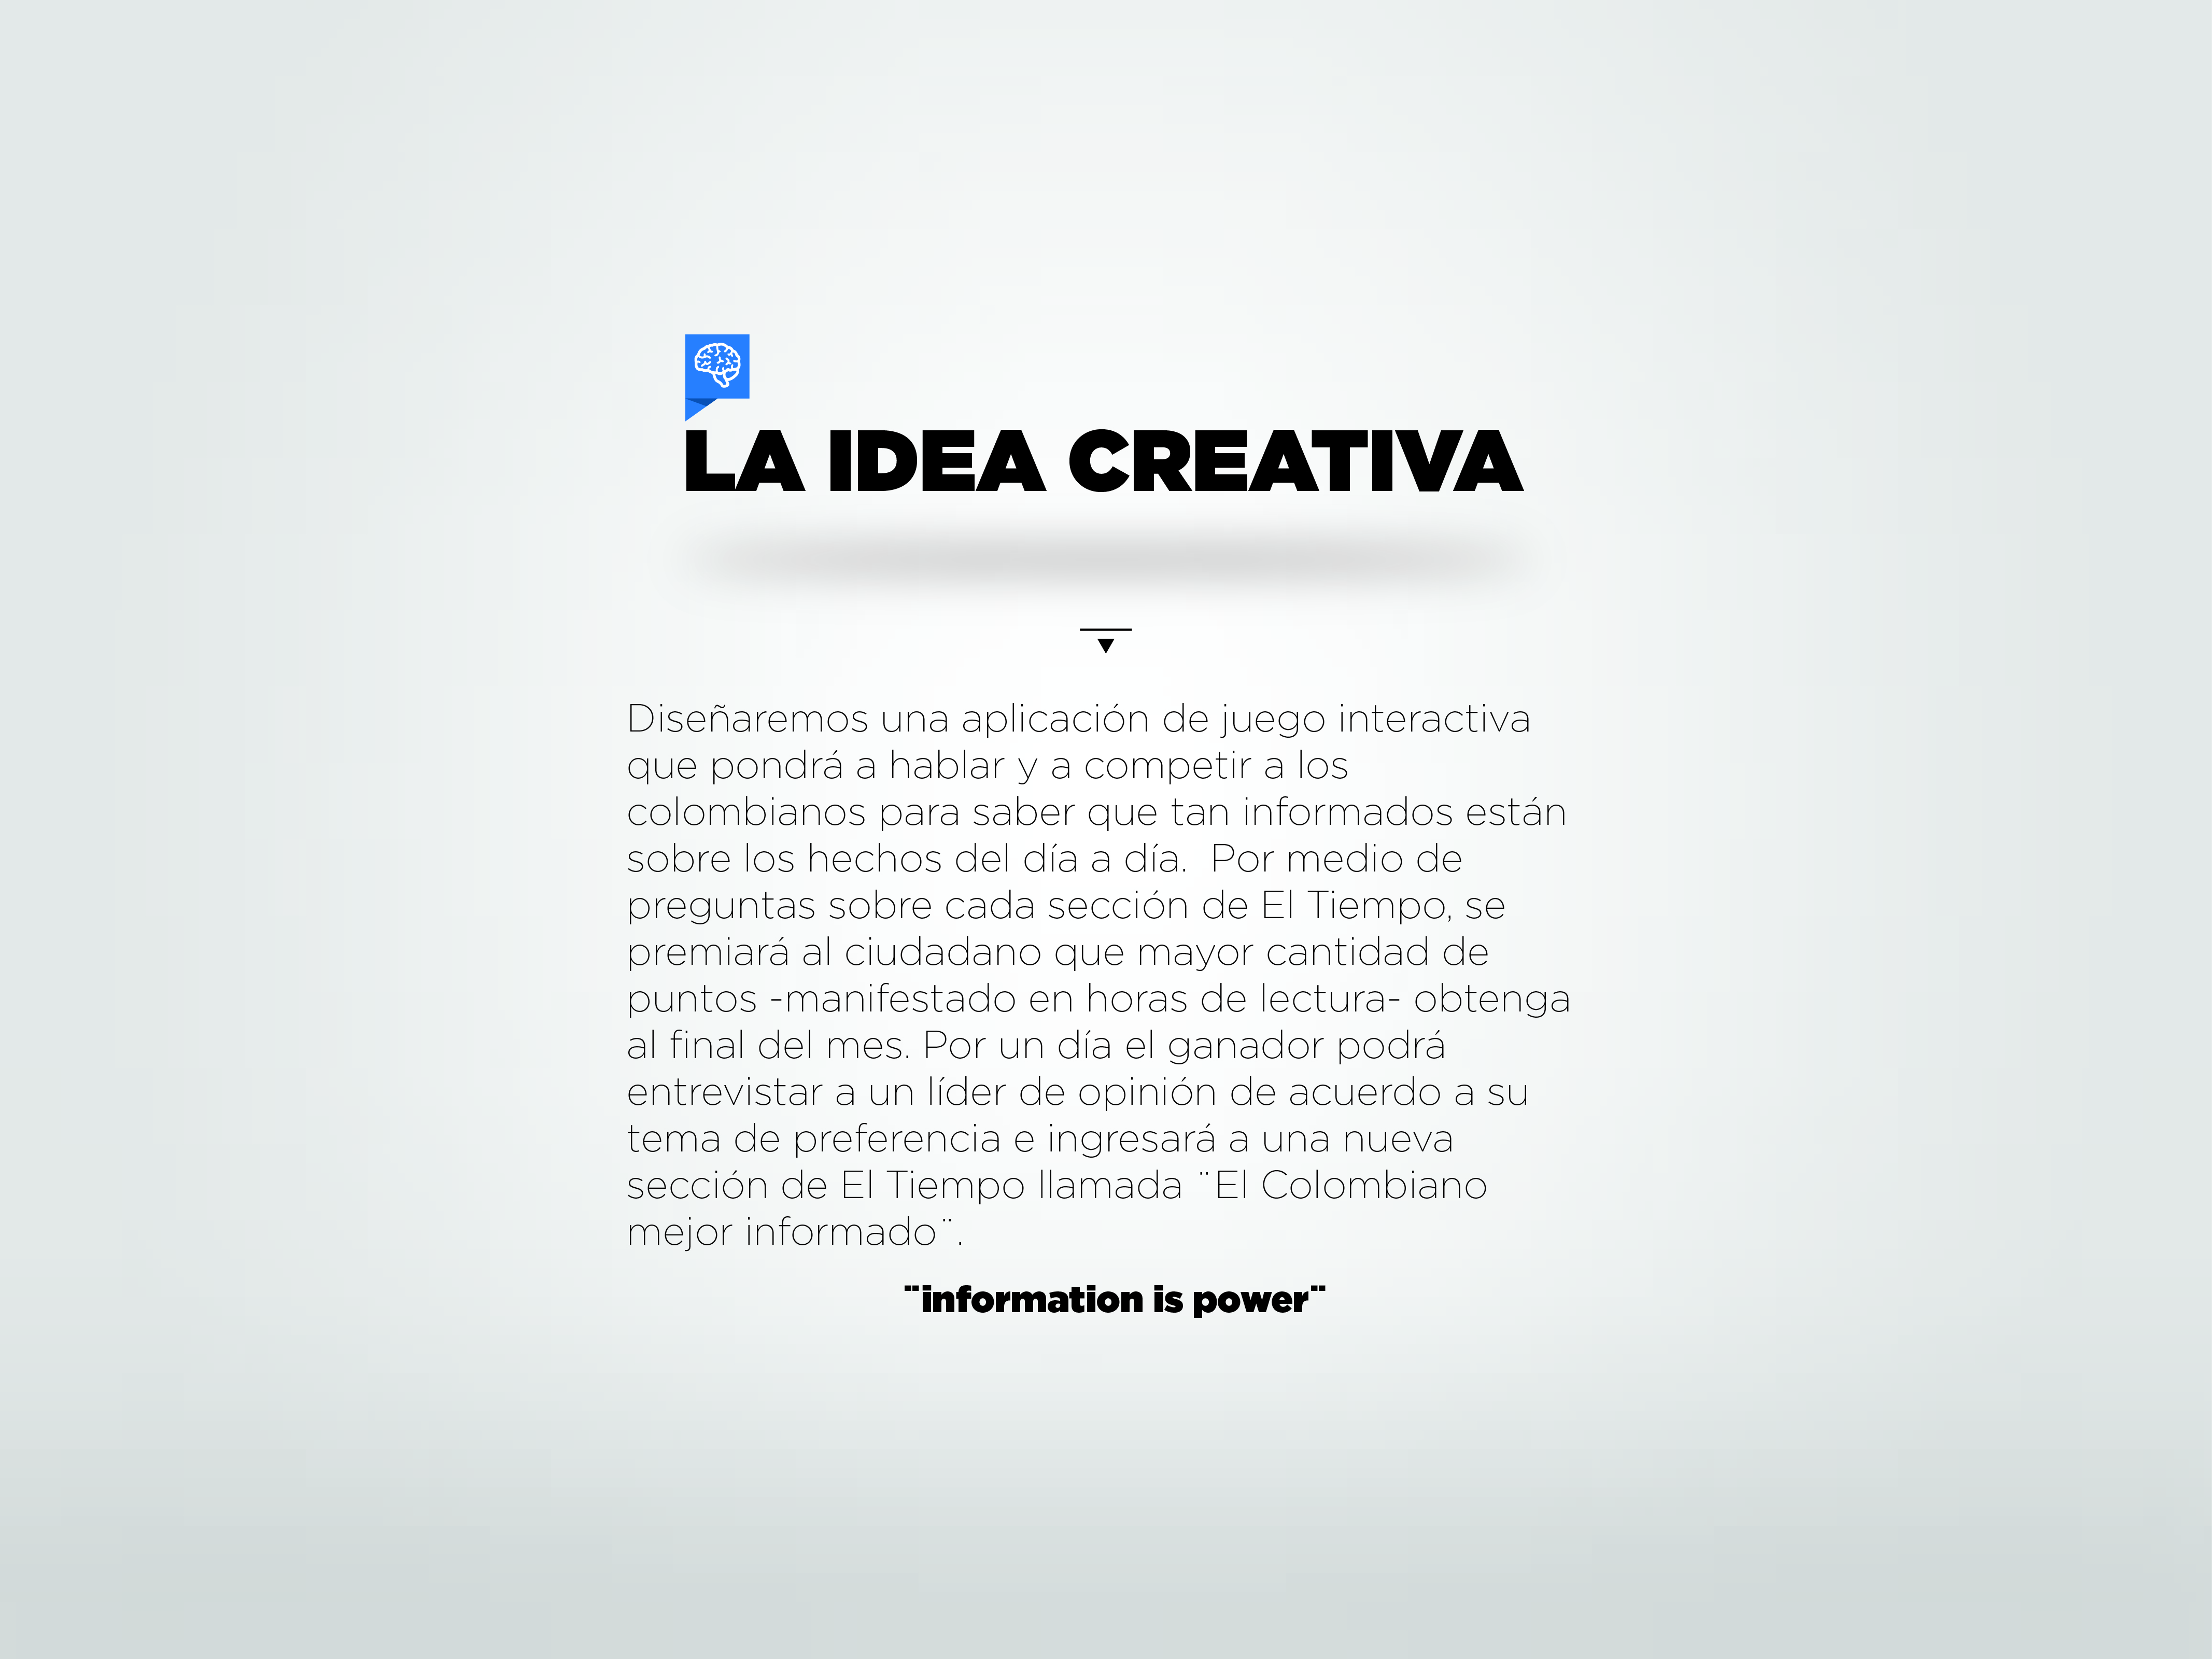 LA IDEA CREATIVA
Diseñaremos una aplicación de juego interactiva
que pondrá a hablar y a competir a los
colombianos para saber que tan informados están
sobre los hechos del día a día.  Por medio de
preguntas sobre cada sección de El Tiempo, se
premiará al ciudadano que mayor cantidad de
puntos -manifestado en horas de lectura- obtenga
al final del mes. Por un día el ganador podrá
entrevistar a un líder de opinión de acuerdo a su
tema de preferencia e ingresará a una nueva
sección de El Tiempo llamada ¨El Colombiano
mejor informado¨.
¨information is power¨